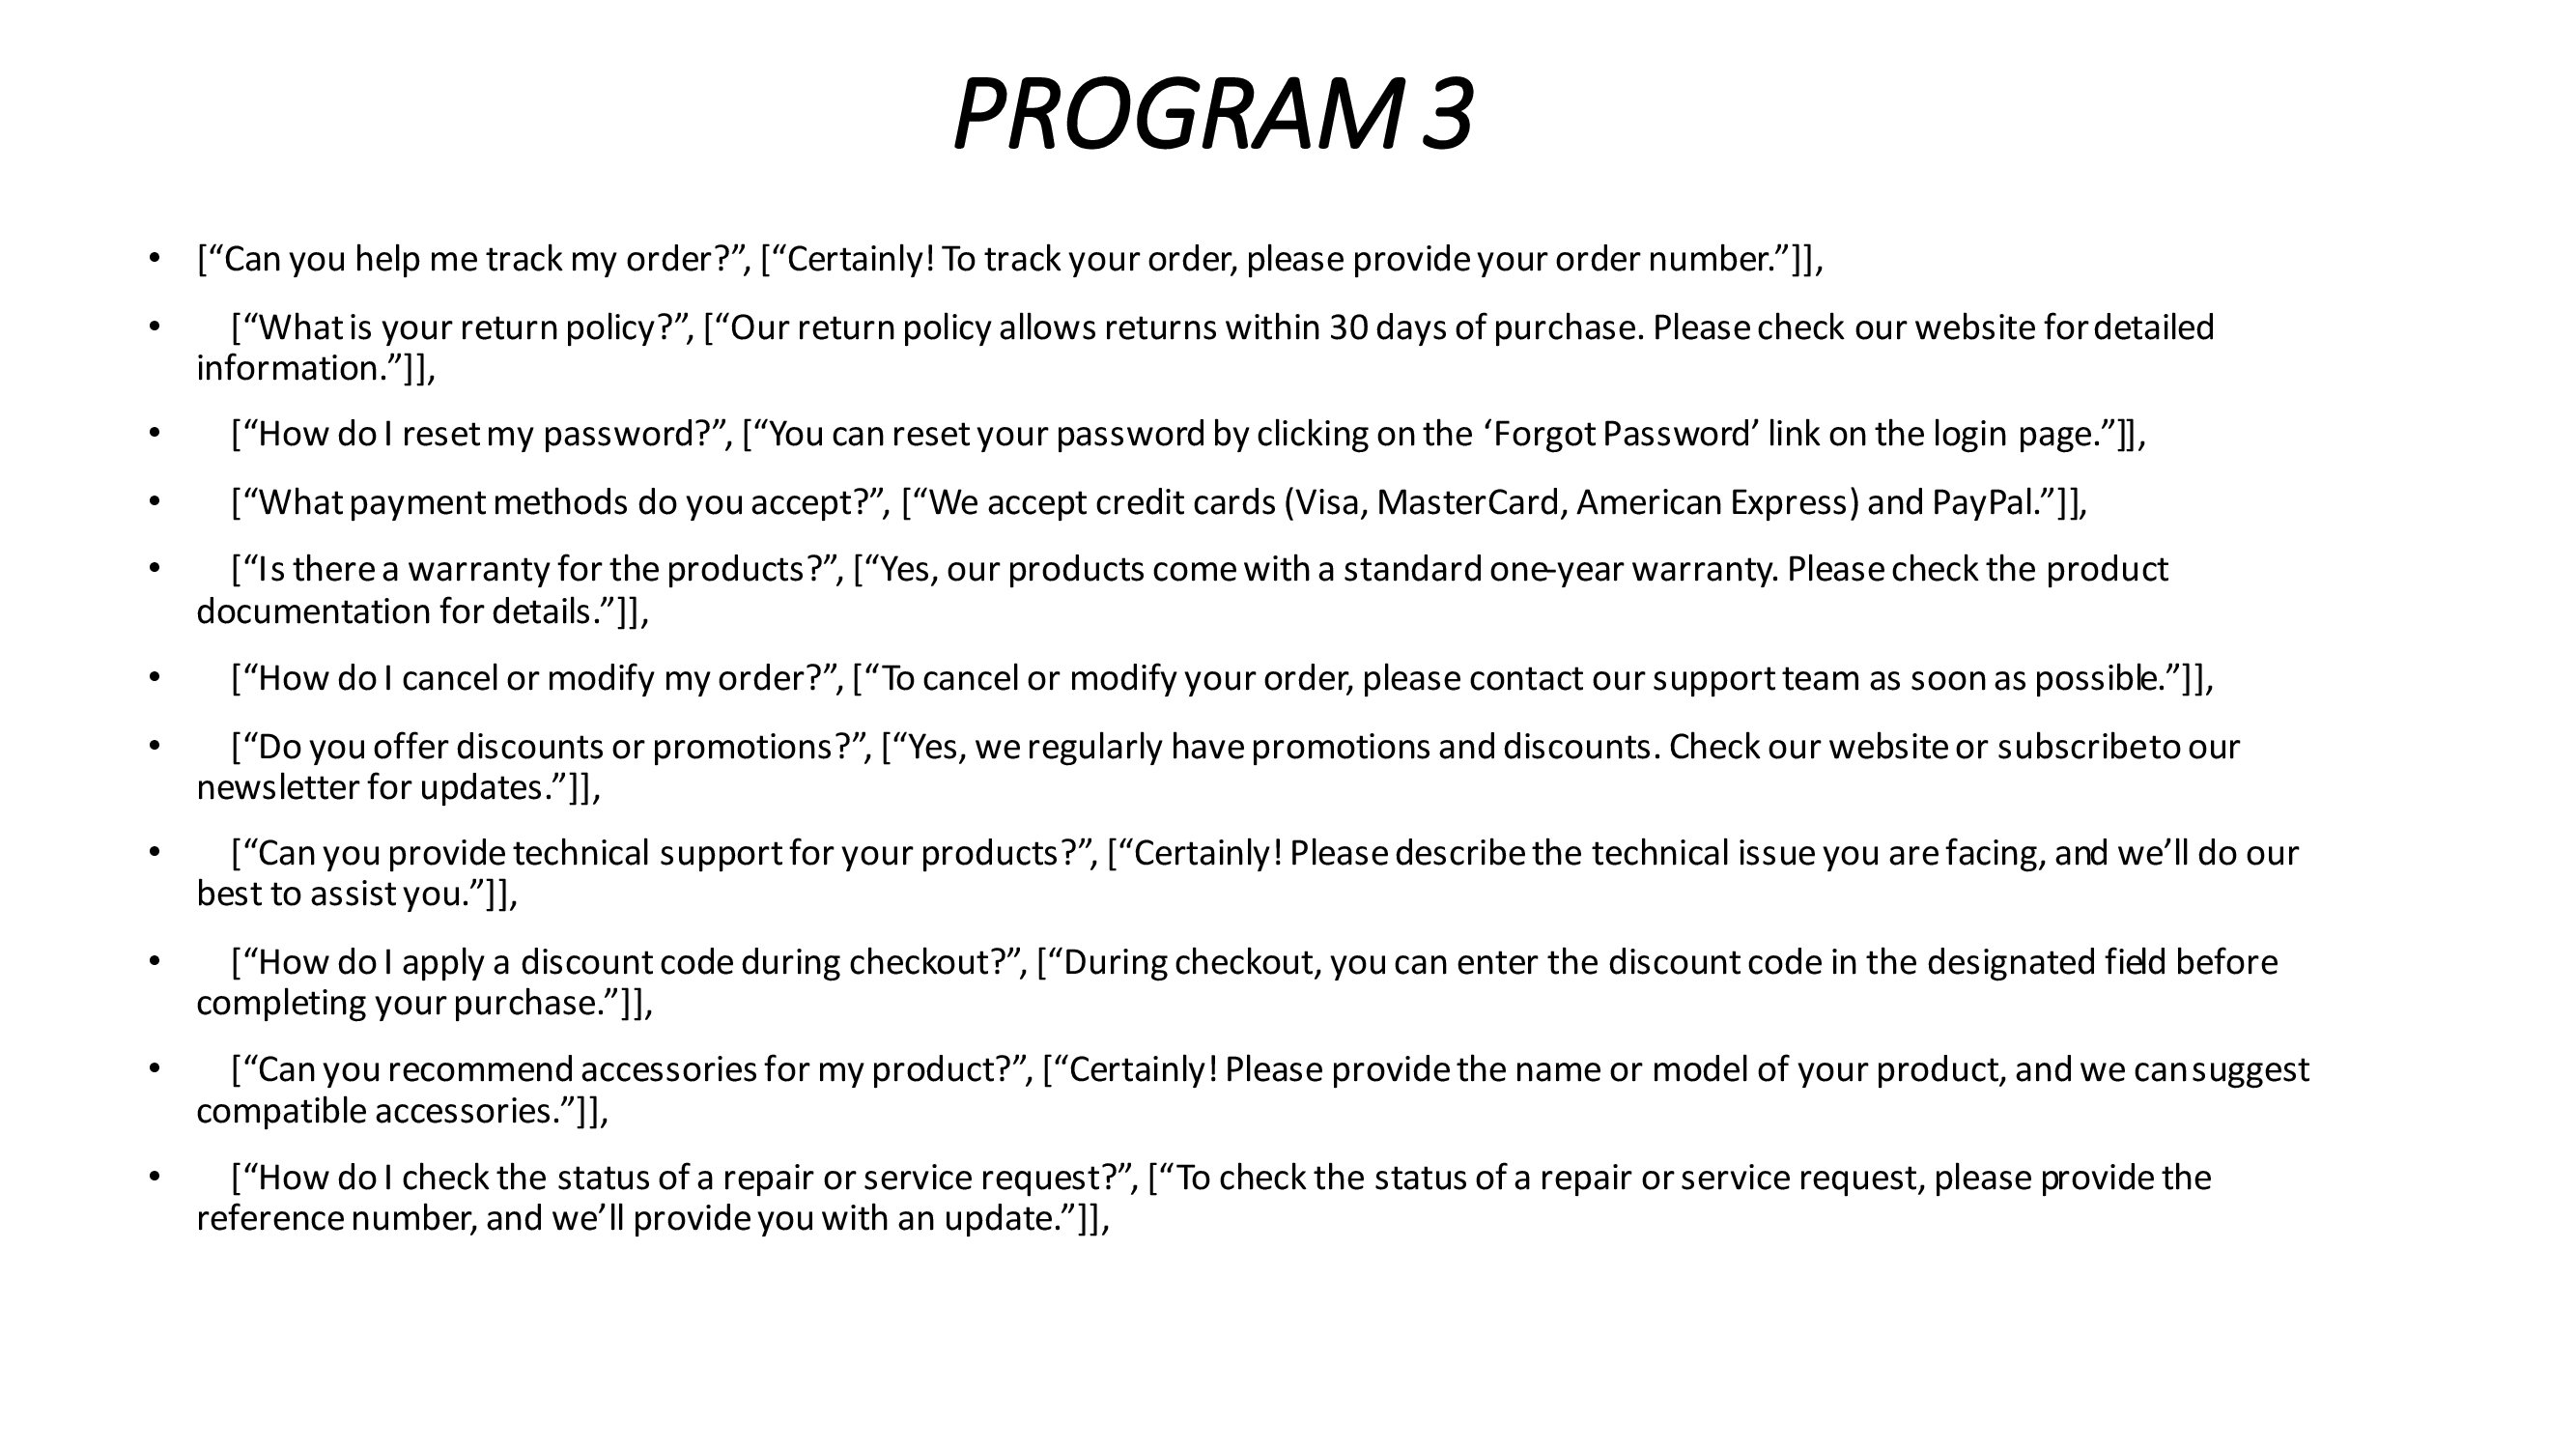 PROGRAM 3
• [“Can you help me track my order?”, [“Certainly! To track your order, please provide your order number.”]],
• [“What is your return policy?”, [“Our return policy allows returns within 30 days of purchase. Please check our website for detailed
information.”]],
• [“How do I reset my password?”, [“You can reset your password by clicking on the ‘Forgot Password’ link on the login page.”]],
• [“What payment methods do you accept?”, [“We accept credit cards (Visa, MasterCard, American Express) and PayPal.”]],
• [“Is there a warranty for the products?”, [“Yes, our products come with a standard one-year warranty. Please check the product
documentation for details.”]],
• [“How do I cancel or modify my order?”, [“To cancel or modify your order, please contact our support team as soon as possible.”]],
• [“Do you offer discounts or promotions?”, [“Yes, we regularly have promotions and discounts. Check our website or subscribe to our
newsletter for updates.”]],
• [“Can you provide technical support for your products?”, [“Certainly! Please describe the technical issue you are facing, and we’ll do our
best to assist you.”]],
• [“How do I apply a discount code during checkout?”, [“During checkout, you can enter the discount code in the designated field before
completing your purchase.”]],
• [“Can you recommend accessories for my product?”, [“Certainly! Please provide the name or model of your product, and we can suggest
compatible accessories.”]],
• [“How do I check the status of a repair or service request?”, [“To check the status of a repair or service request, please provide the
reference number, and we’ll provide you with an update.”]],